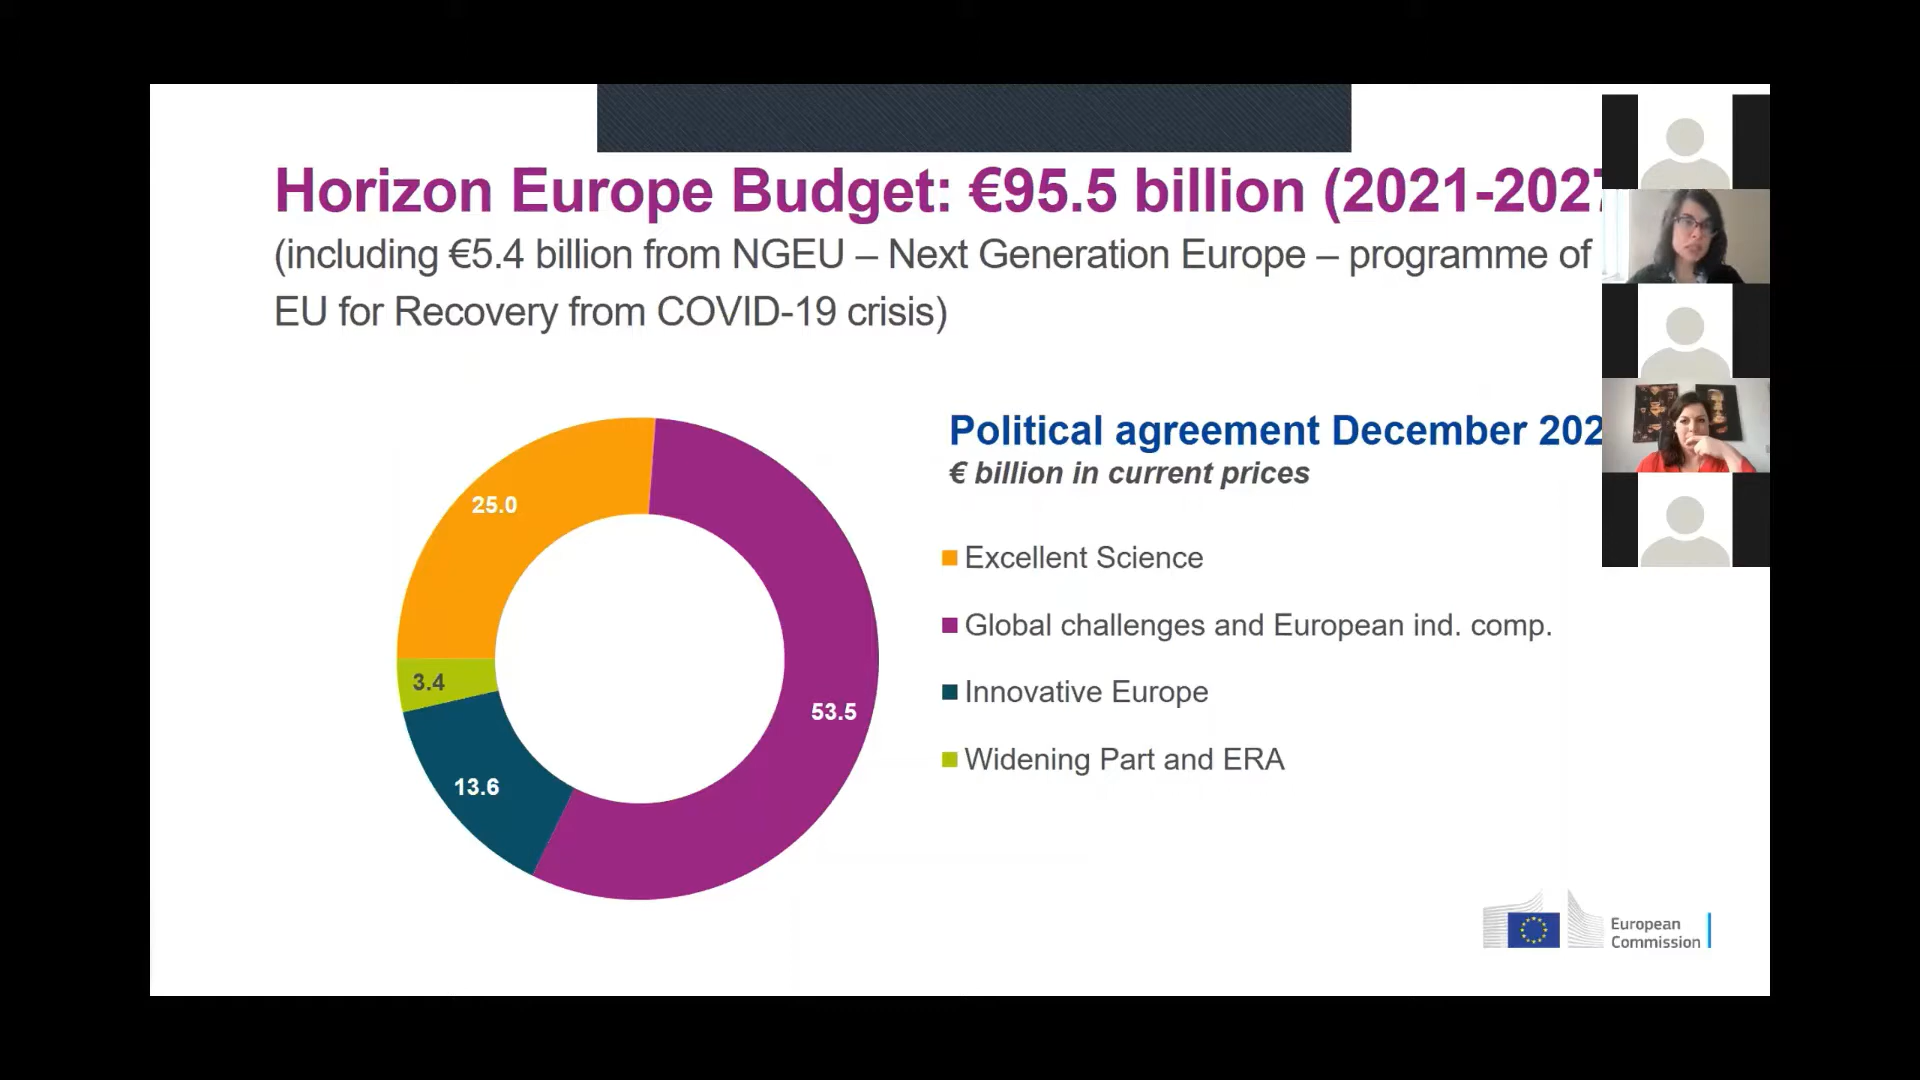 Horizon Europe Budget: €95.5 billion (2021-2027
(including €5.4 billion from NGEU – Next Generation Europe – programme of
EU for Recovery from COVID-19 crisis)
Political agreement December 202
€ billion in current prices
25.0
3.4
13.6
53.5
Excellent Science
Global challenges and European ind. comp.
Innovative Europe
Widening Part and ERA
European
Commission